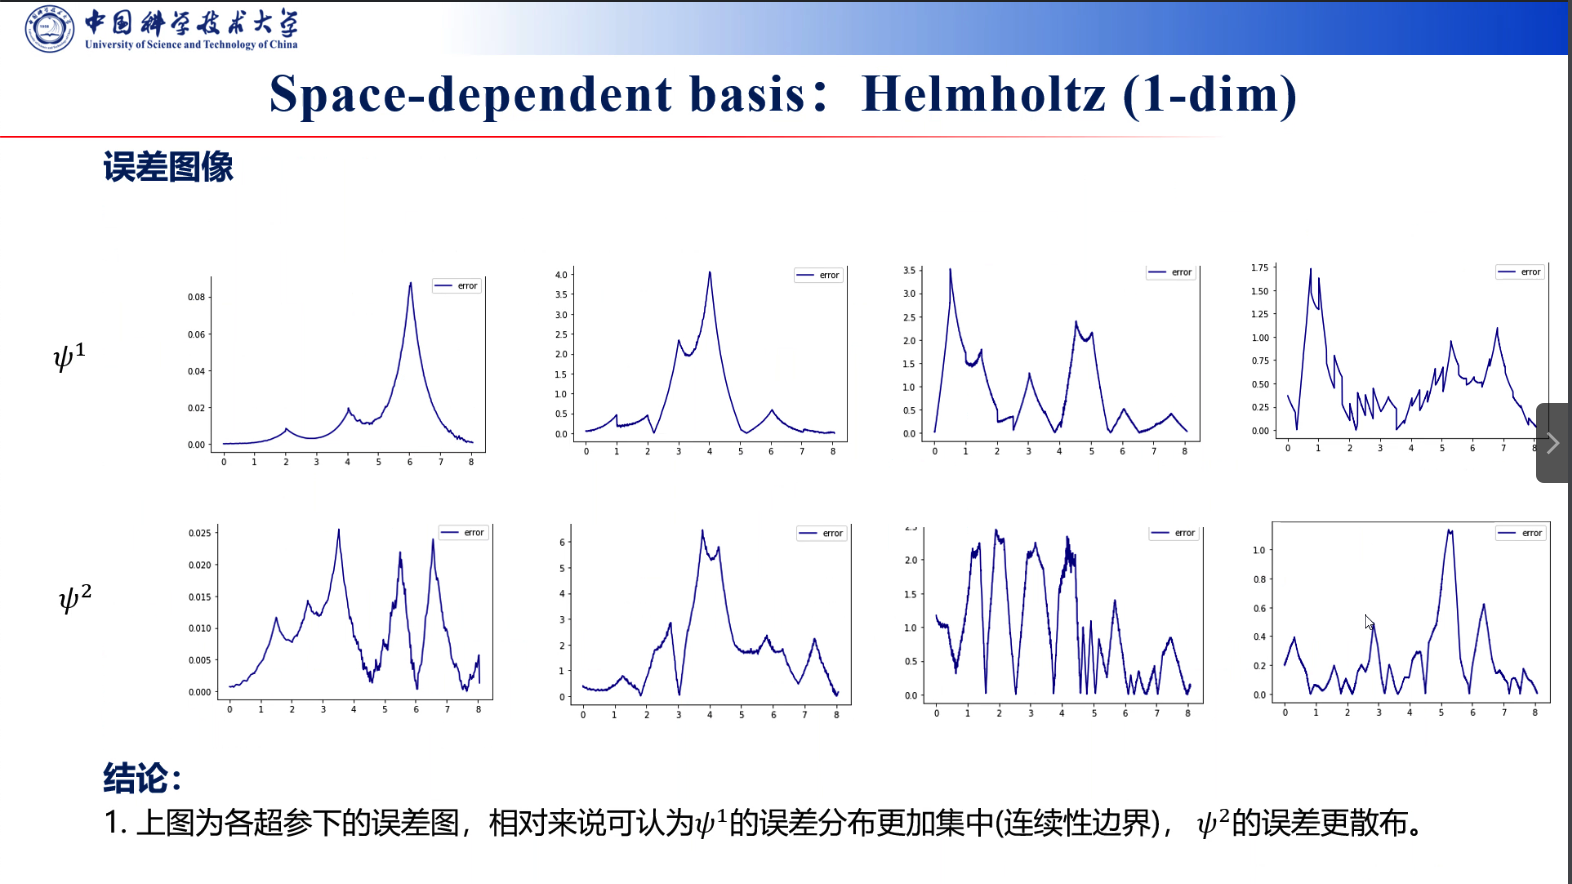 中国科学技术大学
University of Science and Technology of China
Space-dependent basis：Helmholtz (1-dim)
误差图像
ψ¹
0.08
0.06
0.04
0.02
0.00
0 1 2 3 4 5 6 7 8
error
4.0
3.5
3.0
2.5
2.0
1.5
1.0
0.5
0.0
0 1 2 3 4 5 6 7 8
error
3.5
3.0
2.5
2.0
1.5
1.0
0.5
0.0
0 1 2 3 4 5 6 7 8
error
1.75
1.50
1.25
1.00
0.75
0.50
0.25
0.00
0 1 2 3 4 5 6 7 8
error
ψ²
0.025
0.020
0.015
0.010
0.005
0.000
0 1 2 3 4 5 6 7 8
error
6
5
4
3
2
1
0
0 1 2 3 4 5 6 7 8
error
2.5
2.0
1.5
1.0
0.5
0.0
0 1 2 3 4 5 6 7 8
error
1.0
0.8
0.6
0.4
0.2
0.0
0 1 2 3 4 5 6 7 8
error
结论：
1. 上图为各超参下的误差图，相对来说可认为ψ¹的误差分布更加集中(连续性边界)， ψ²的误差更散布。